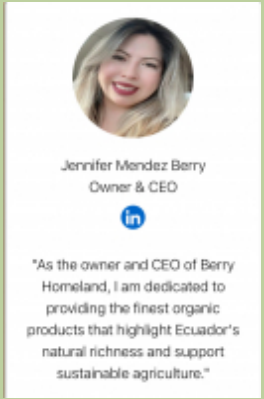 Jennifer Mendez Berry
Owner & CEO
in
"As the owner and CEO of Berry
Homeland, I am dedicated to
providing the finest organic
products that highlight Ecuador's
natural richness and support
sustainable agriculture."